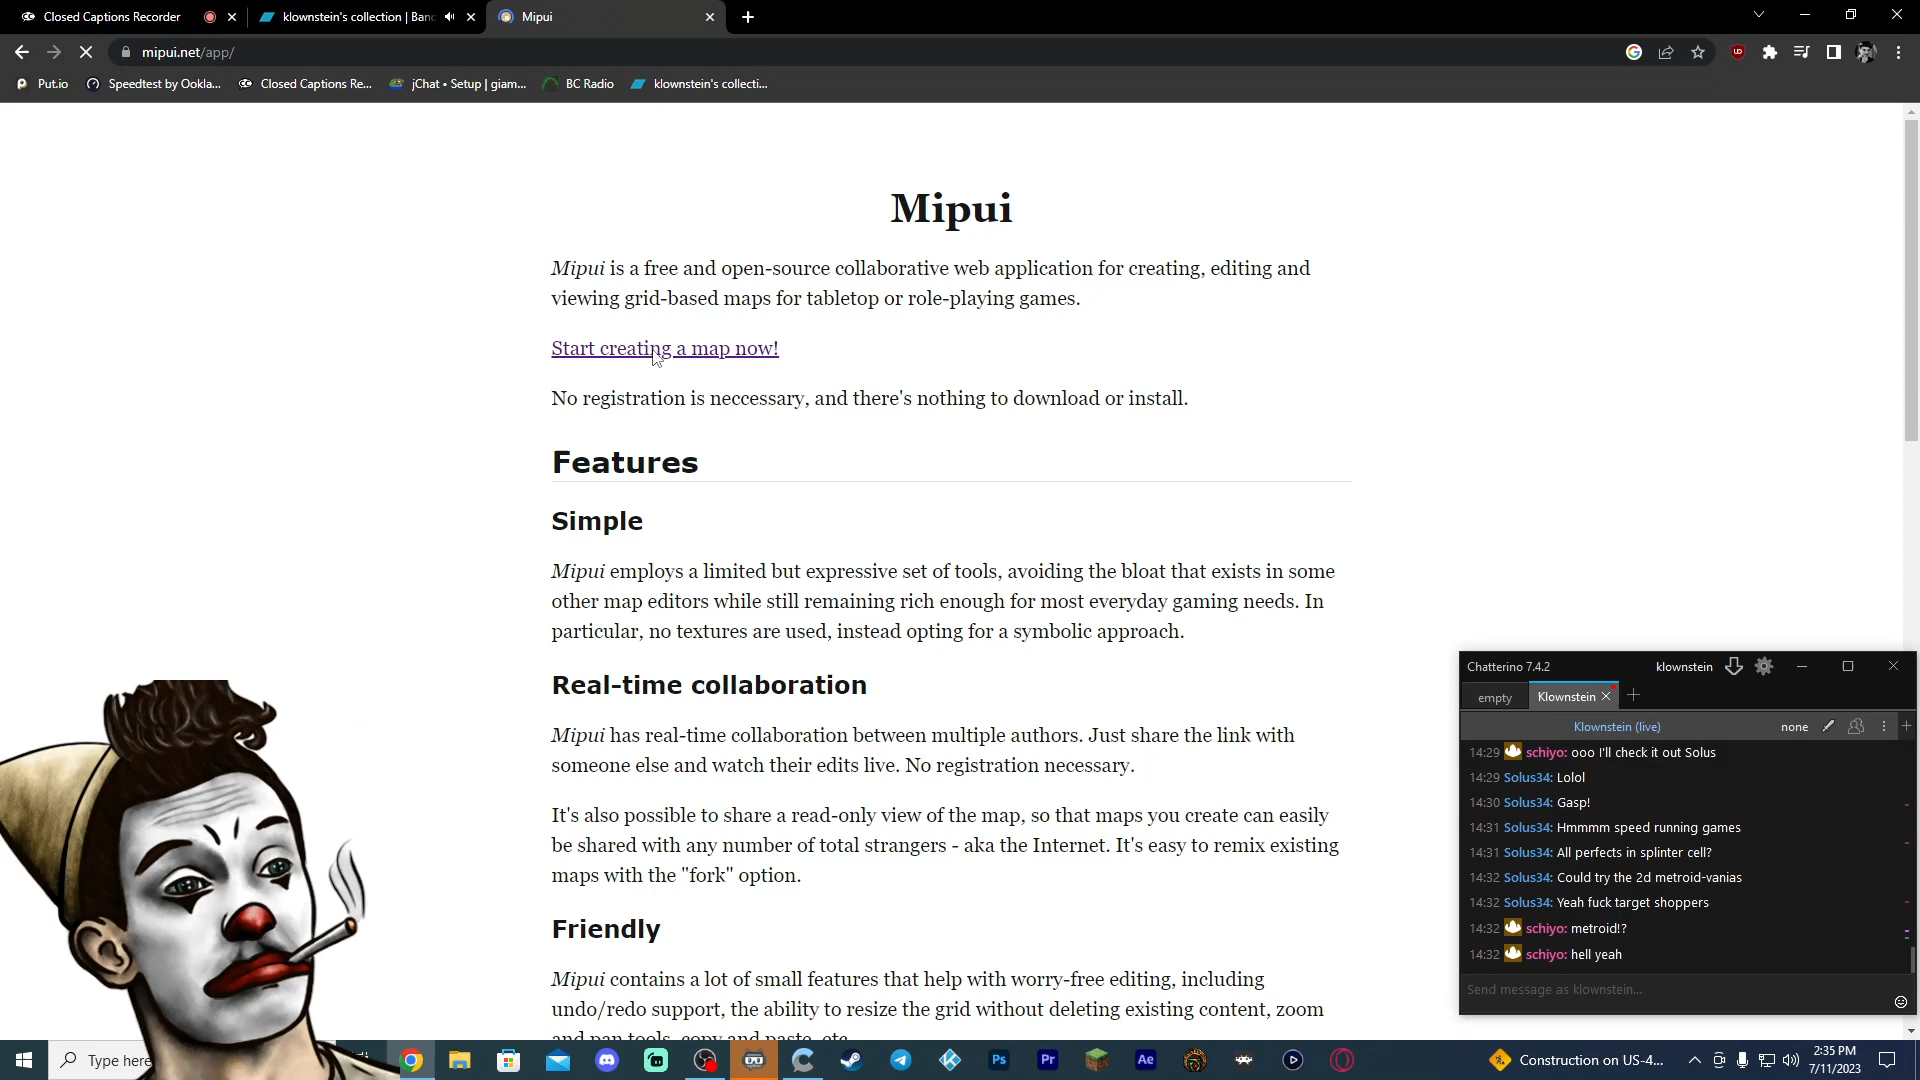 Closed Captions Recorder
klownstein's collection | Ban
Mipui
mipui.net/app/
Put.io
Speedtest by Ookla...
Closed Captions Re...
jChat • Setup | giam...
BC Radio
klownstein's collecti...
Mipui
Mipui is a free and open-source collaborative web application for creating, editing and
viewing grid-based maps for tabletop or role-playing games.
Start creating a map now!
No registration is neccessary, and there's nothing to download or install.
Features
Simple
Mipui employs a limited but expressive set of tools, avoiding the bloat that exists in some
other map editors while still remaining rich enough for most everyday gaming needs. In
particular, no textures are used, instead opting for a symbolic approach.
Real-time collaboration
Mipui has real-time collaboration between multiple authors. Just share the link with
someone else and watch their edits live. No registration necessary.
It's also possible to share a read-only view of the map, so that maps you create can easily
be shared with any number of total strangers - aka the Internet. It's easy to remix existing
maps with the "fork" option.
Friendly
Mipui contains a lot of small features that help with worry-free editing, including
undo/redo support, the ability to resize the grid without deleting existing content, zoom
and pan tools, copy and paste, etc.
Chatterino 7.4.2
klownstein
empty
Klownstein
Klownstein (live)
none
14:29 schiyo: ooo I'll check it out Solus
14:29 Solus34: Lolol
14:30 Solus34: Gasp!
14:31 Solus34: Hmmmm speed running games
14:31 Solus34: All perfects in splinter cell?
14:32 Solus34: Could try the 2d metroid-vanias
14:32 Solus34: Yeah fuck target shoppers
14:32 schiyo: metroid!?
14:32 schiyo: hell yeah
Send message as klownstein...
Type here
Ps
Pr
Ae
Construction on US-4...
2:35 PM
7/11/2023